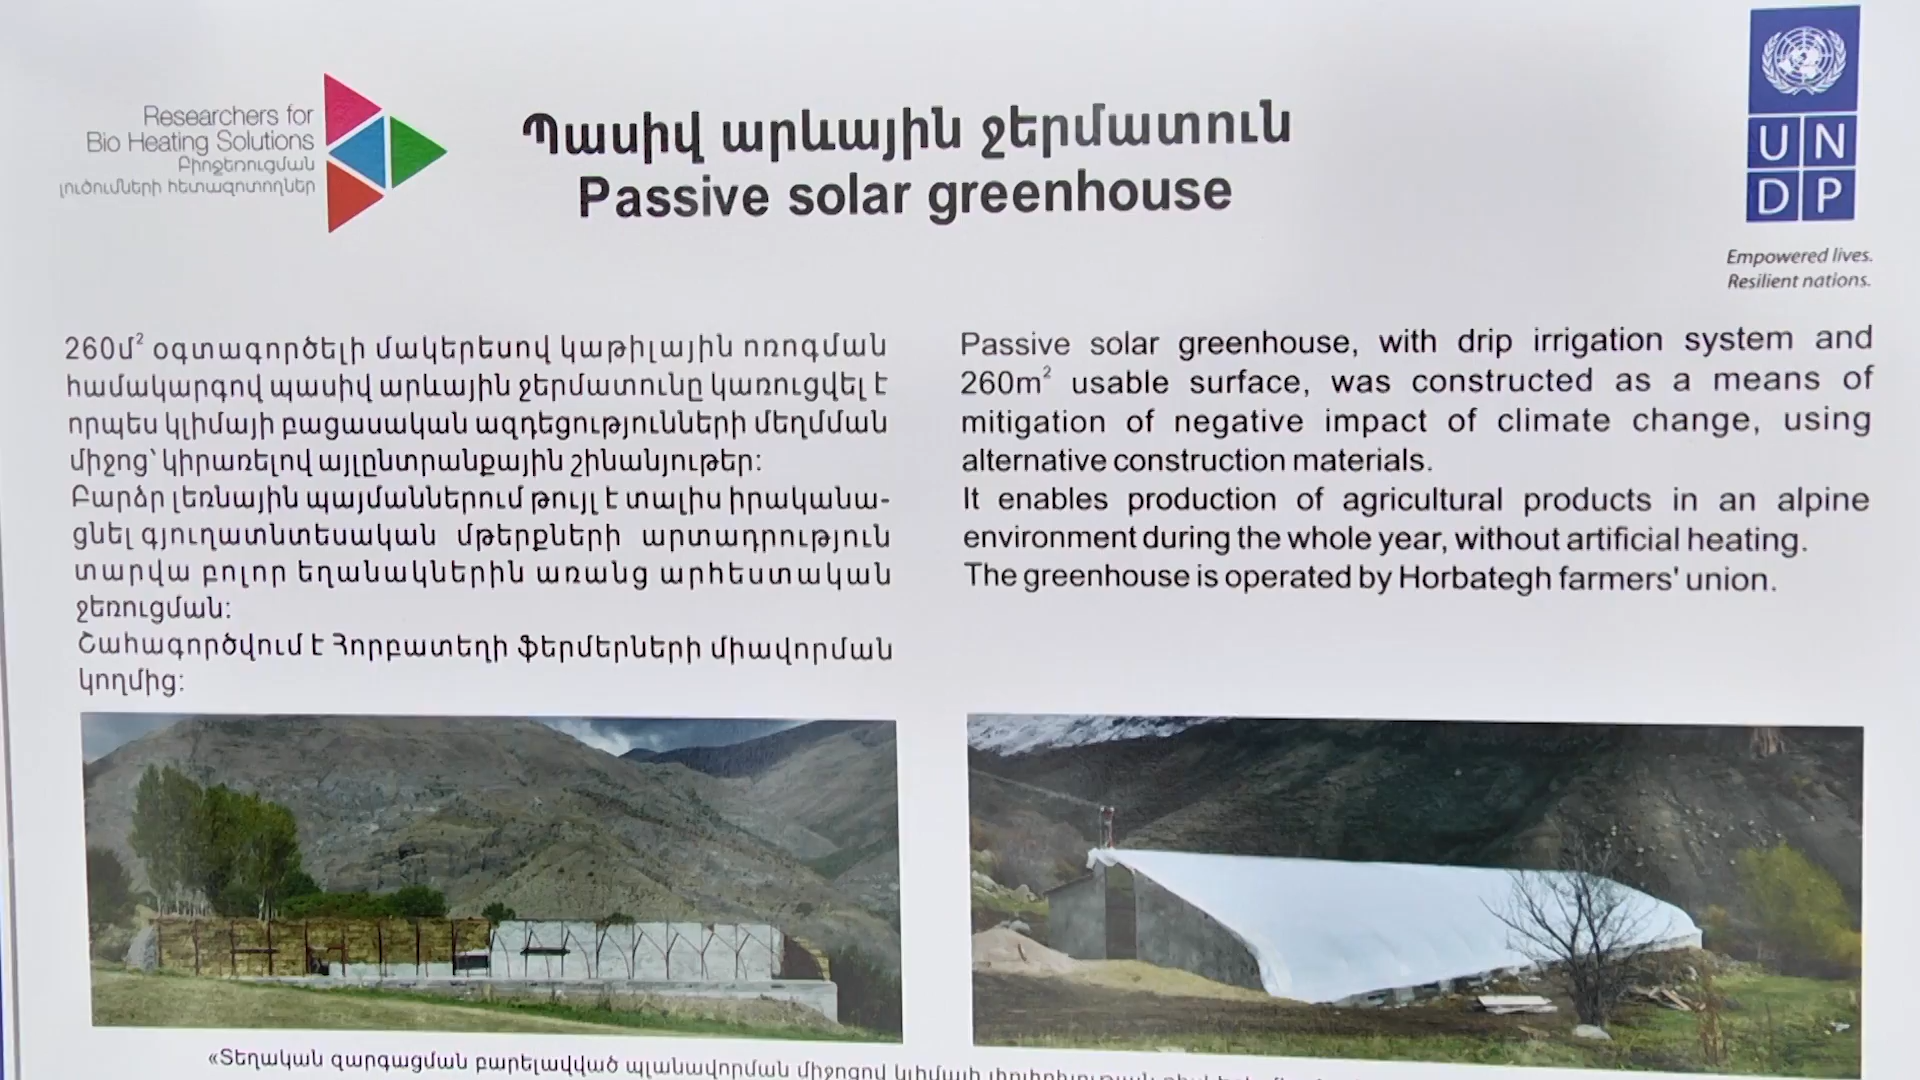 Researchers for
Bio Heating Solutions
Բիոջեռուցման
լուծումների հետազոտողներ
Պասիվ արևային ջերմատուն
Passive solar greenhouse
UN
DP
Empowered lives.
Resilient nations.
260մ² օգտագործելի մակերեսով կաթիլային ոռոգման
համակարգով պասիվ արևային ջերմատունը կառուցվել է
որպես կլիմայի բացասական ազդեցությունների մեղմման
միջոց՝ կիրառելով այլընտրանքային շինանյութեր։
Բարձր լեռնային պայմաններում թույլ է տալիս իրականա-
ցնել գյուղատնտեսական մթերքների արտադրություն
տարվա բոլոր եղանակներին առանց արհեստական
ջեռուցման։
Շահագործվում է Հորբատեղի ֆերմերների միավորման
կողմից։
Passive solar greenhouse, with drip irrigation system and
260m² usable surface, was constructed as a means of
mitigation of negative impact of climate change, using
alternative construction materials.
It enables production of agricultural products in an alpine
environment during the whole year, without artificial heating.
The greenhouse is operated by Horbategh farmers' union.
«Տեղական զարգացման բարելավված պլանավորման միջոցով կլիմայի